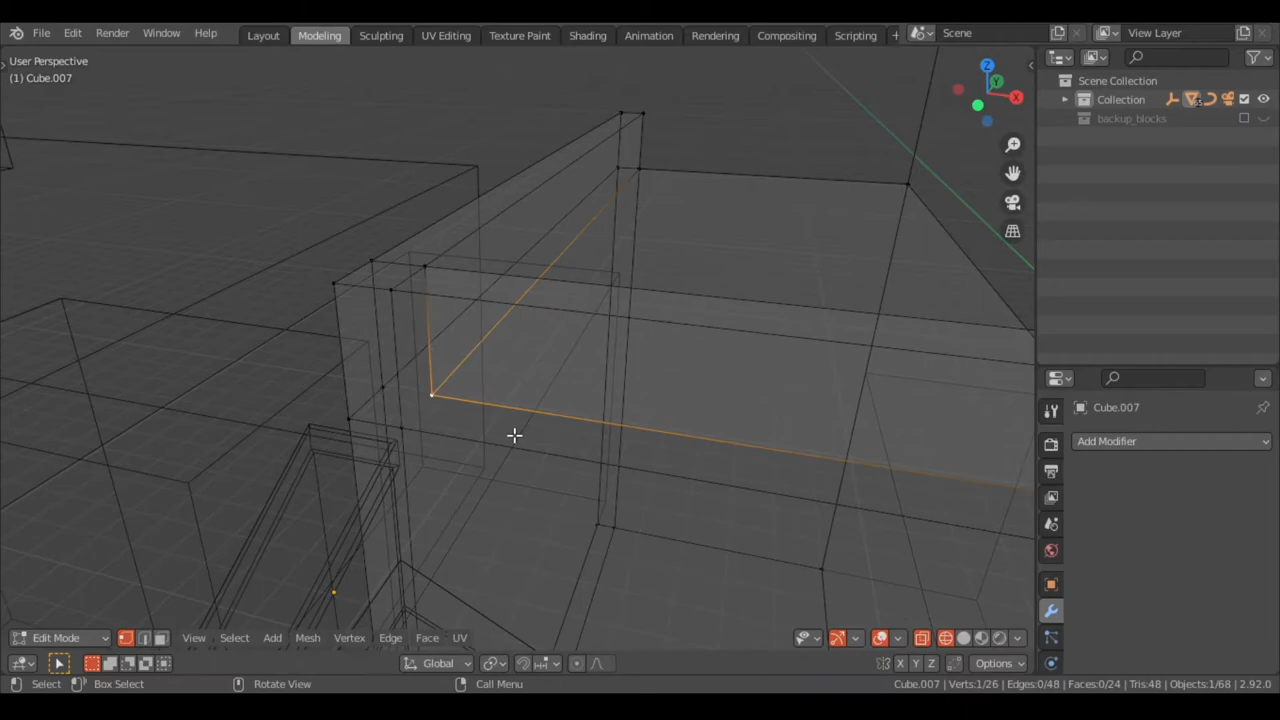 File Edit Render Window Help Layout Modeling Sculpting UV Editing Texture Paint Shading Animation Rendering Compositing Scripting + Scene View Layer
User Perspective
(1) Cube.007
Z
Y
X
Scene Collection
Collection 65
backup_blocks
Cube.007
Add Modifier
Edit Mode View Select Add Mesh Vertex Edge Face UV
Global X Y Z Options
Select Box Select Rotate View Call Menu Cube.007 | Verts:1/26 | Edges:0/48 | Faces:0/24 | Tris:48 | Objects:1/68 | 2.92.0